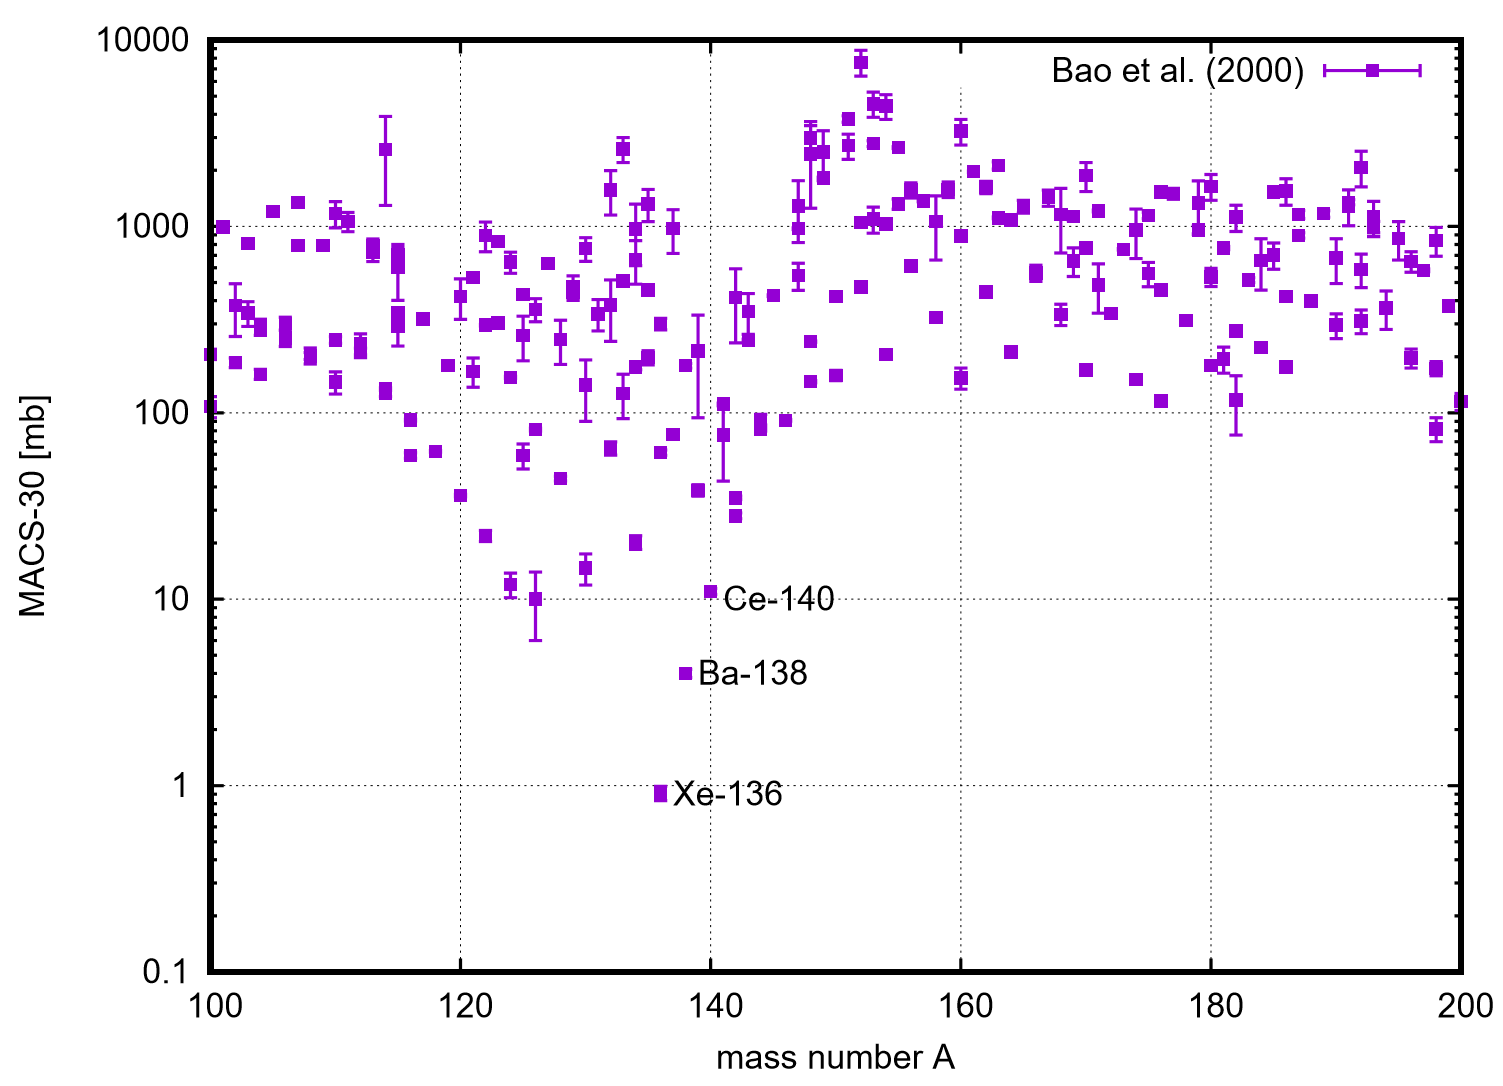 10000
Bao et al. (2000)
1000
100
MACS-30 [mb]
10
Ce-140
Ba-138
1
Xe-136
0.1
100 120 140 160 180 200
mass number A